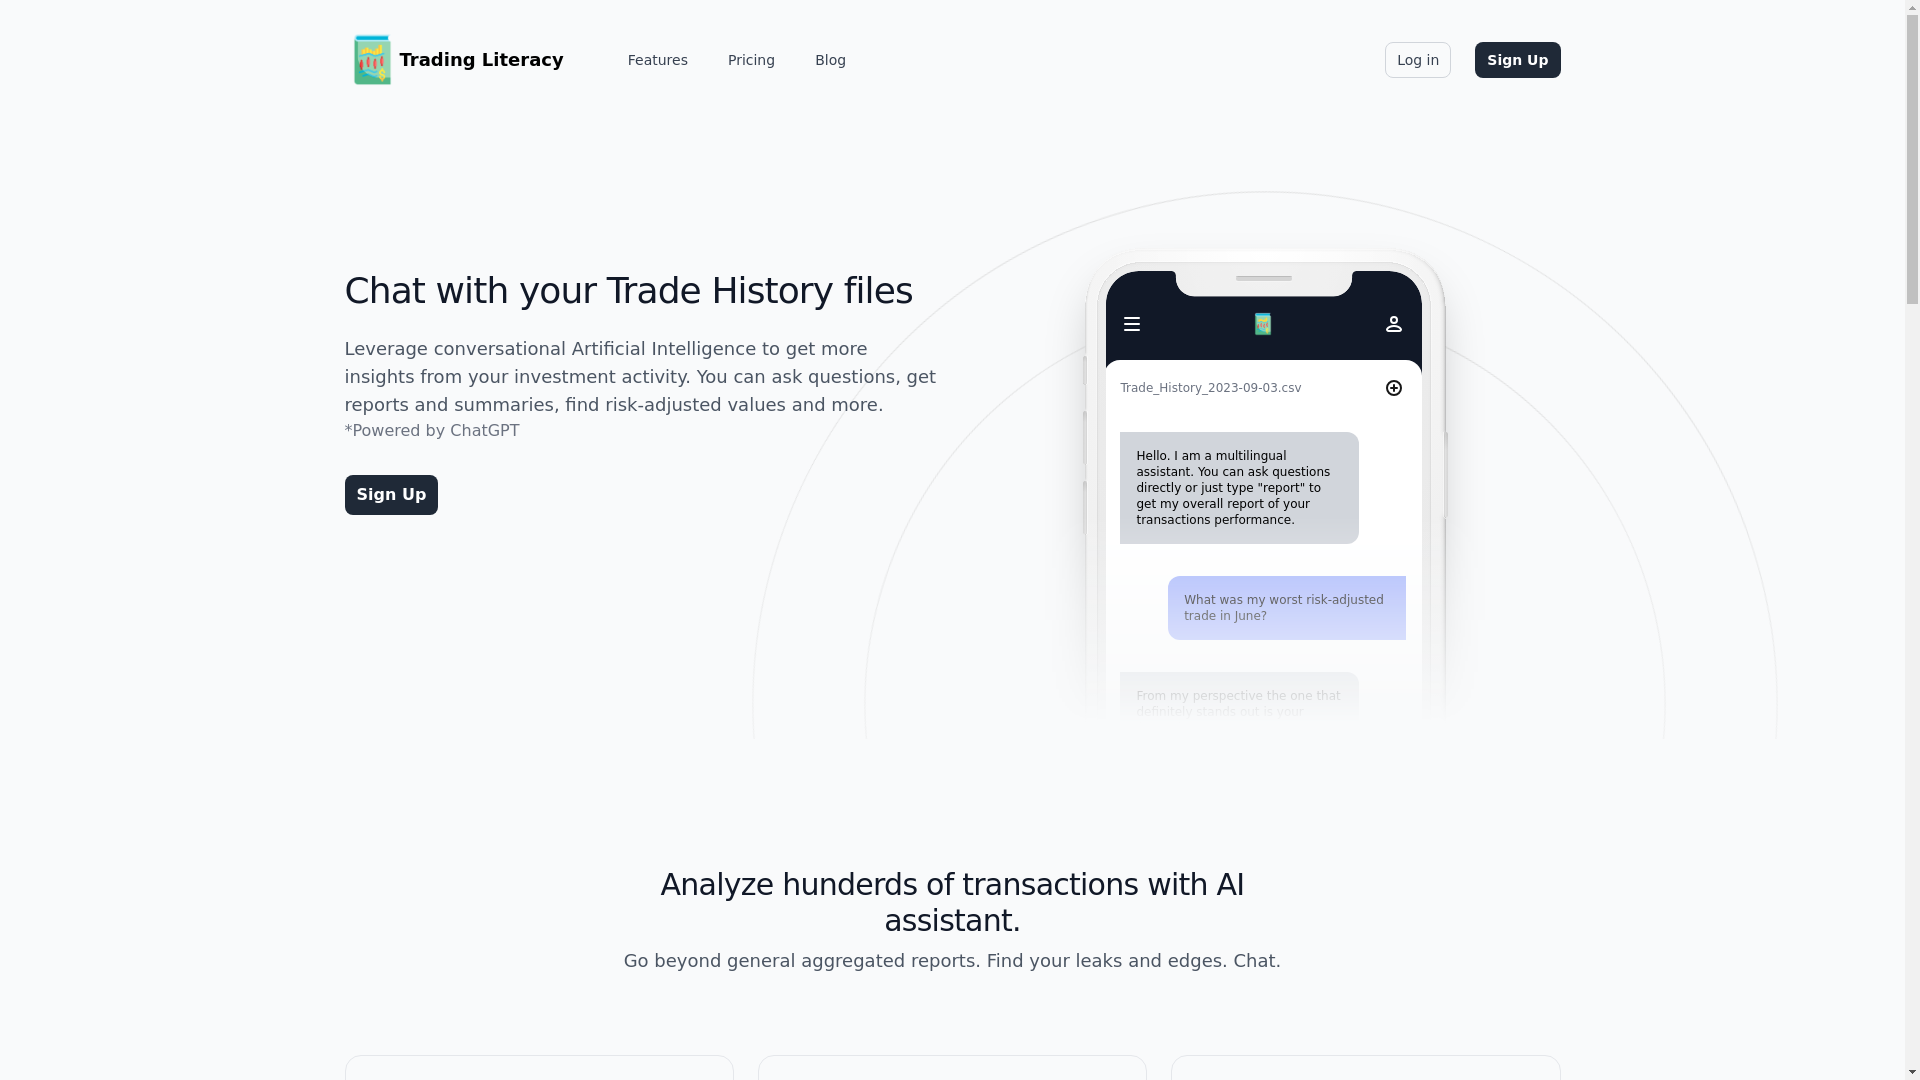 Trading Literacy
Features
Pricing
Blog
Log in
Sign Up
Chat with your Trade History files
Leverage conversational Artificial Intelligence to get more
insights from your investment activity. You can ask questions, get
reports and summaries, find risk-adjusted values and more.
*Powered by ChatGPT
Sign Up
Trade_History_2023-09-03.csv
Hello. I am a multilingual
assistant. You can ask questions
directly or just type "report" to
get my overall report of your
transactions performance.
What was my worst risk-adjusted
trade in June?
From my perspective the one that
definitely stands out is your
Analyze hunderds of transactions with AI
assistant.
Go beyond general aggregated reports. Find your leaks and edges. Chat.